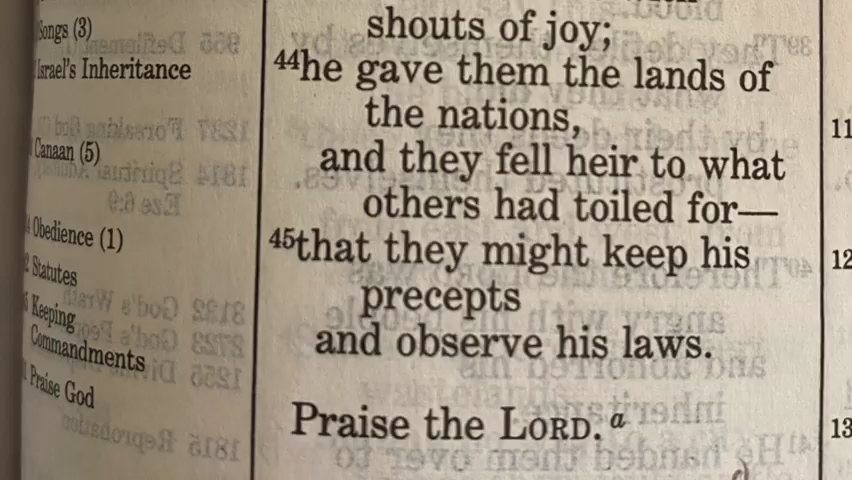 Songs (3)
Israel's Inheritance
Canaan (5)
Obedience (1)
Statutes
Keeping
Commandments
Praise God
shouts of joy;
44he gave them the lands of
the nations,
and they fell heir to what
others had toiled for—
45that they might keep his
precepts
and observe his laws.
Praise the LORD.a
11
12
13